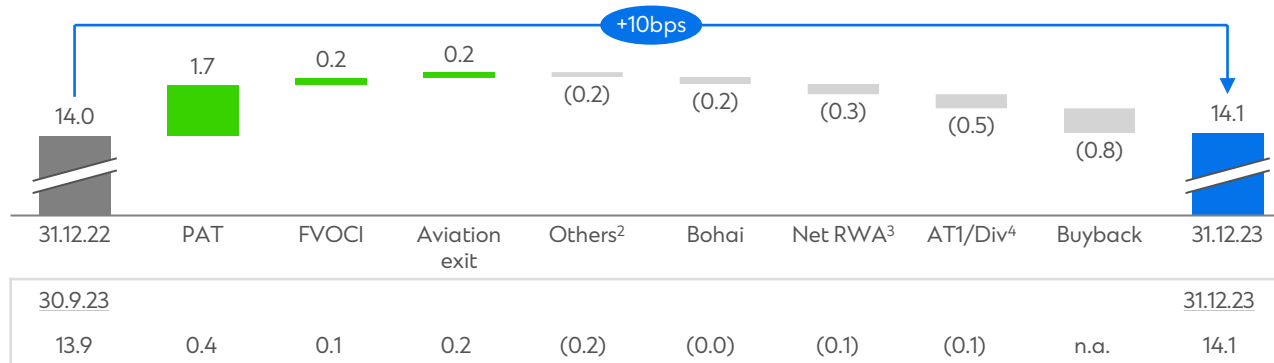 +10bps
14.0 1.7 0.2 0.2 (0.2) (0.2) (0.3) (0.5) (0.8) 14.1
31.12.22 PAT FVOCI Aviation exit Others² Bohai Net RWA³ AT1/Div⁴ Buyback 31.12.23
30.9.23 31.12.23
13.9 0.4 0.1 0.2 (0.2) (0.0) (0.1) (0.1) n.a. 14.1